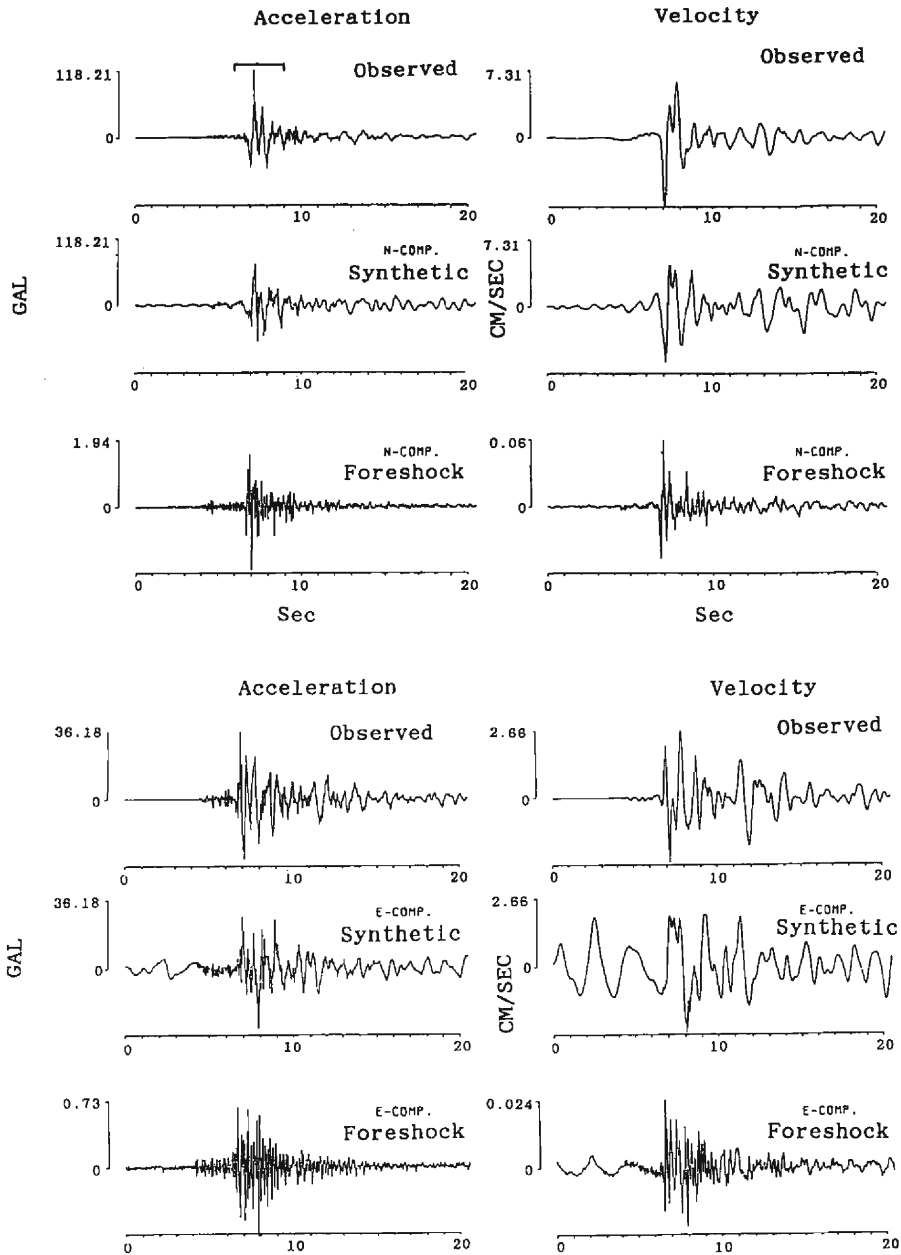 Acceleration Velocity
Observed Observed
118.21 7.31
0 0
0 10 20 0 10 20
118.21 N-COMP. 7.31 N-COMP.
Synthetic Synthetic
GAL CM/SEC
0 0
0 10 20 0 10 20
1.94 N-COMP. 0.06 N-COMP.
Foreshock Foreshock
0 0
0 10 20 0 10 20
Sec Sec
Acceleration Velocity
36.18 Observed 2.66 Observed
0 0
0 10 20 0 10 20
36.18 E-COMP. 2.66 E-COMP.
Synthetic Synthetic
GAL CM/SEC
0 0
0 10 20 0 10 20
0.73 E-COMP. 0.024 E-COMP.
Foreshock Foreshock
0 0
0 10 20 0 10 20